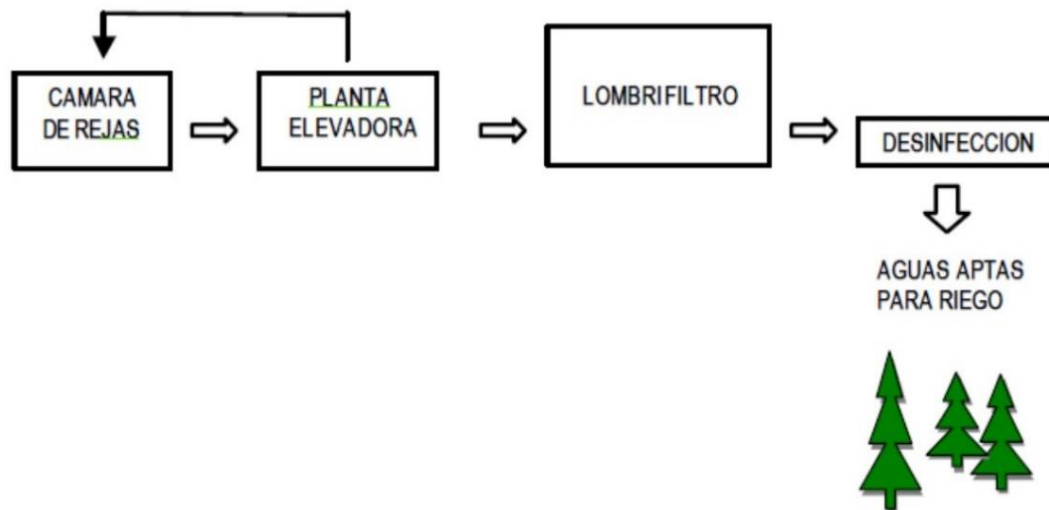 CAMARA
DE REJAS
PLANTA
ELEVADORA
LOMBRIFILTRO
DESINFECCION
AGUAS APTAS
PARA RIEGO